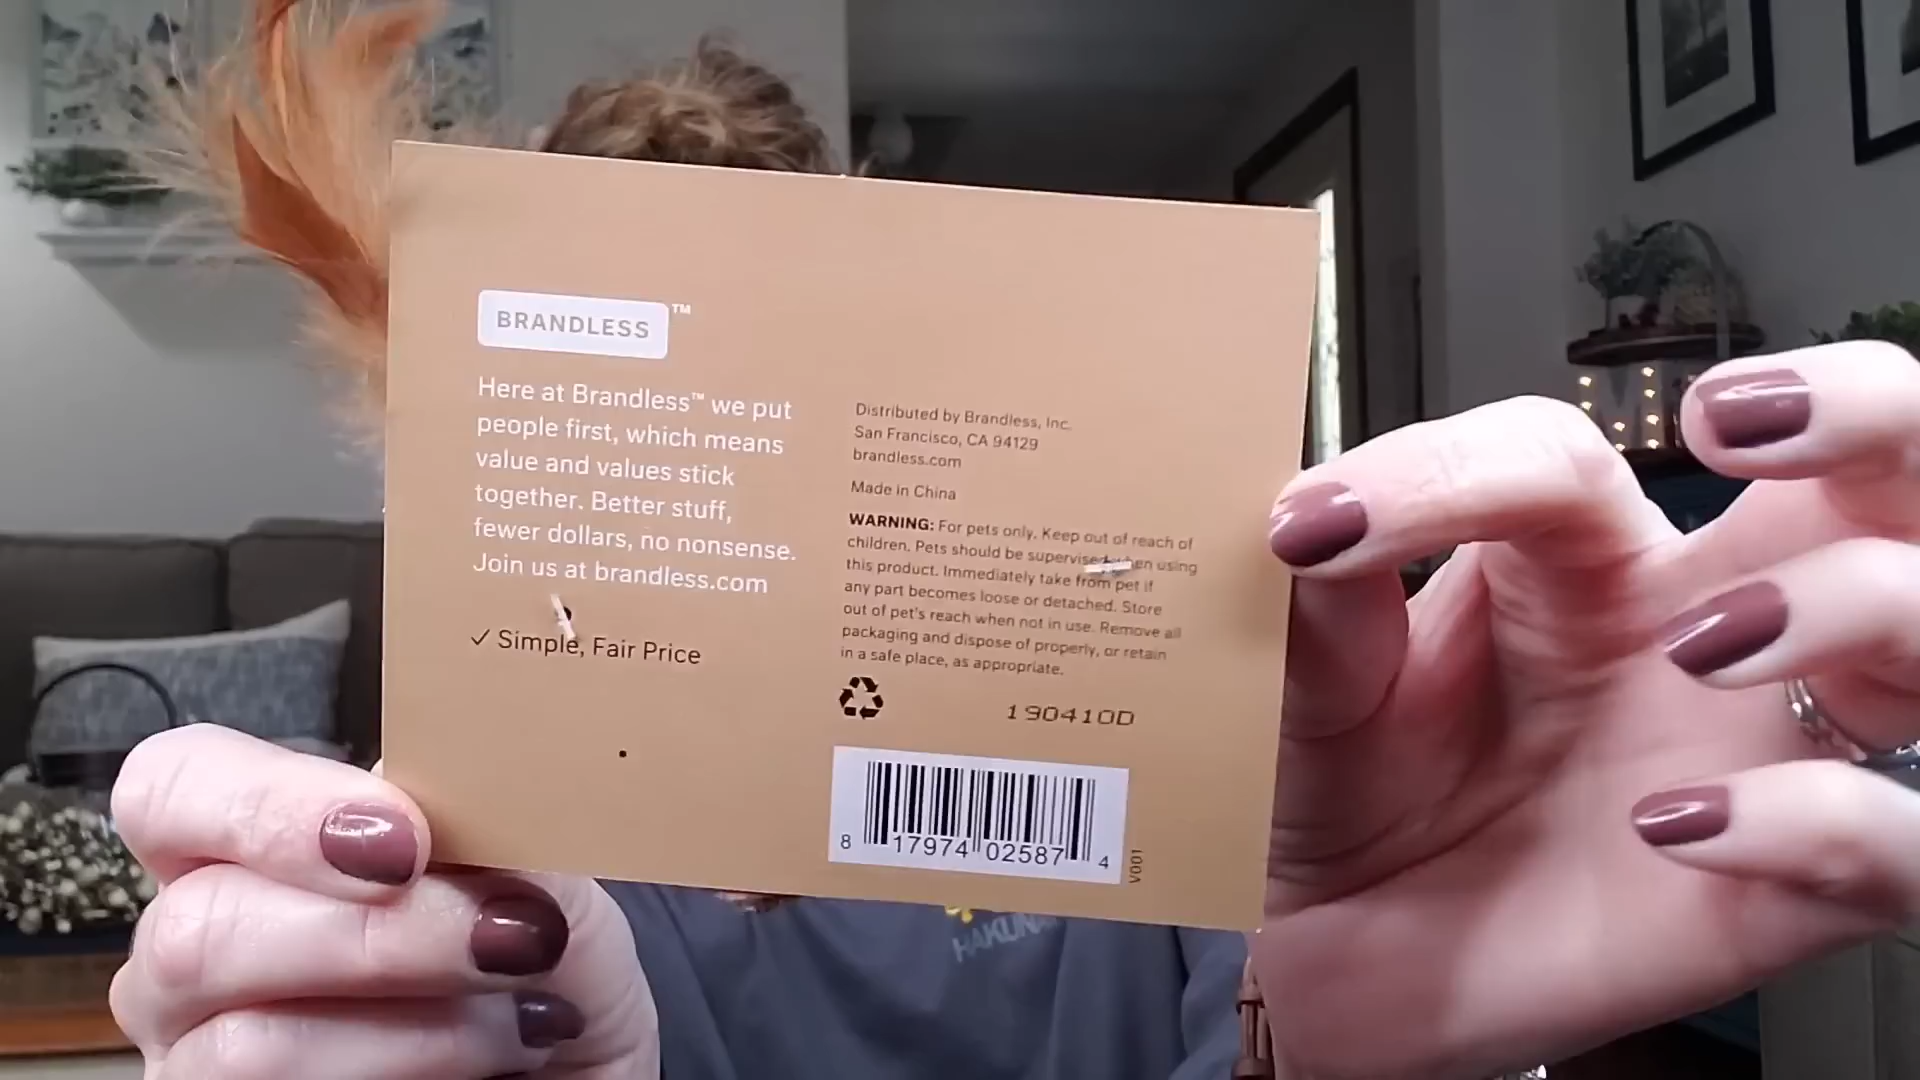 BRANDLESS™
Here at Brandless™ we put
people first, which means
value and values stick
together. Better stuff,
fewer dollars, no nonsense.
Join us at brandless.com
✓ Simple, Fair Price
Distributed by Brandless, Inc.
San Francisco, CA 94129
brandless.com
Made in China
WARNING: For pets only. Keep out of reach of
children. Pets should be supervised when using
this product. Immediately take from pet if
any part becomes loose or detached. Store
out of pet's reach when not in use. Remove all
packaging and dispose of properly, or retain
in a safe place, as appropriate.
190410D
8 17974 02587 4
V001